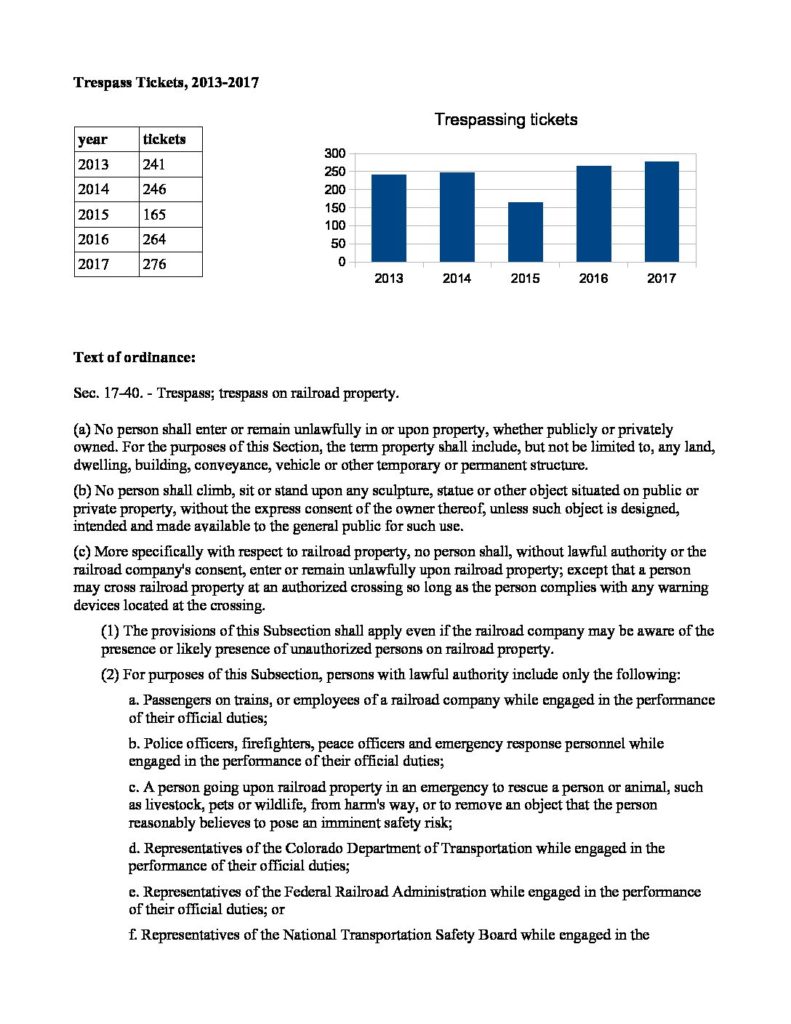 Trespass Tickets, 2013-2017
year tickets
2013 241
2014 246
2015 165
2016 264
2017 276
Trespassing tickets
300
250
200
150
100
50
0
2013 2014 2015 2016 2017
Text of ordinance:
Sec. 17-40. - Trespass; trespass on railroad property.
(a) No person shall enter or remain unlawfully in or upon property, whether publicly or privately
owned. For the purposes of this Section, the term property shall include, but not be limited to, any land,
dwelling, building, conveyance, vehicle or other temporary or permanent structure.
(b) No person shall climb, sit or stand upon any sculpture, statue or other object situated on public or
private property, without the express consent of the owner thereof, unless such object is designed,
intended and made available to the general public for such use.
(c) More specifically with respect to railroad property, no person shall, without lawful authority or the
railroad company's consent, enter or remain unlawfully upon railroad property; except that a person
may cross railroad property at an authorized crossing so long as the person complies with any warning
devices located at the crossing.
(1) The provisions of this Subsection shall apply even if the railroad company may be aware of the
presence or likely presence of unauthorized persons on railroad property.
(2) For purposes of this Subsection, persons with lawful authority include only the following:
a. Passengers on trains, or employees of a railroad company while engaged in the performance
of their official duties;
b. Police officers, firefighters, peace officers and emergency response personnel while
engaged in the performance of their official duties;
c. A person going upon railroad property in an emergency to rescue a person or animal, such
as livestock, pets or wildlife, from harm's way, or to remove an object that the person
reasonably believes to pose an imminent safety risk;
d. Representatives of the Colorado Department of Transportation while engaged in the
performance of their official duties;
e. Representatives of the Federal Railroad Administration while engaged in the performance
of their official duties; or
f. Representatives of the National Transportation Safety Board while engaged in the